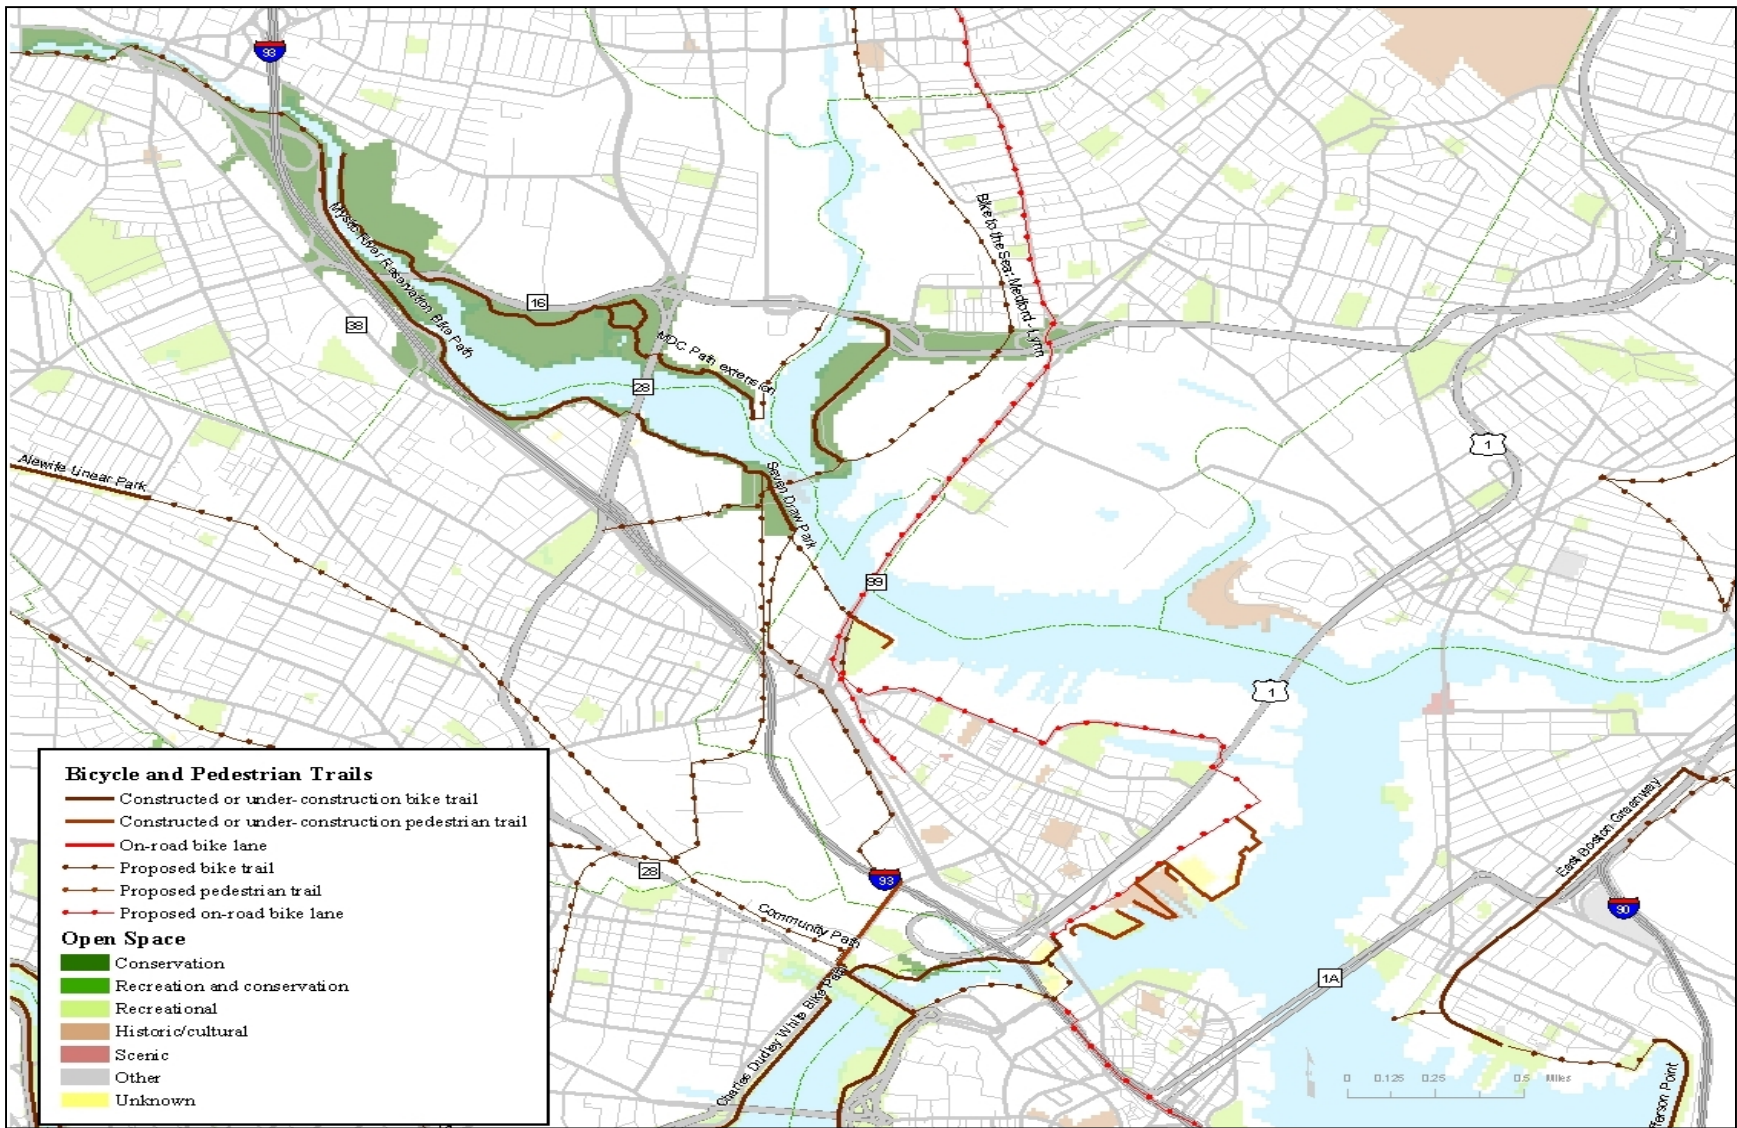 93
Mystic River Reservation Bike Path
Bike to the Sea: Medford - Lynn
16
38
MDC Path extension
28
1
Alewife Linear Park
Seven Draw Park
99
1
Bicycle and Pedestrian Trails
Constructed or under-construction bike trail
Constructed or under-construction pedestrian trail
On-road bike lane
Proposed bike trail
Proposed pedestrian trail
Proposed on-road bike lane
Open Space
Conservation
Recreation and conservation
Recreational
Historic/cultural
Scenic
Other
Unknown
28
93
Community Path
Charles Dudley White Bike Path
East Boston Greenway
90
1A
0 0.125 0.25 0.5 Miles
fferson Point